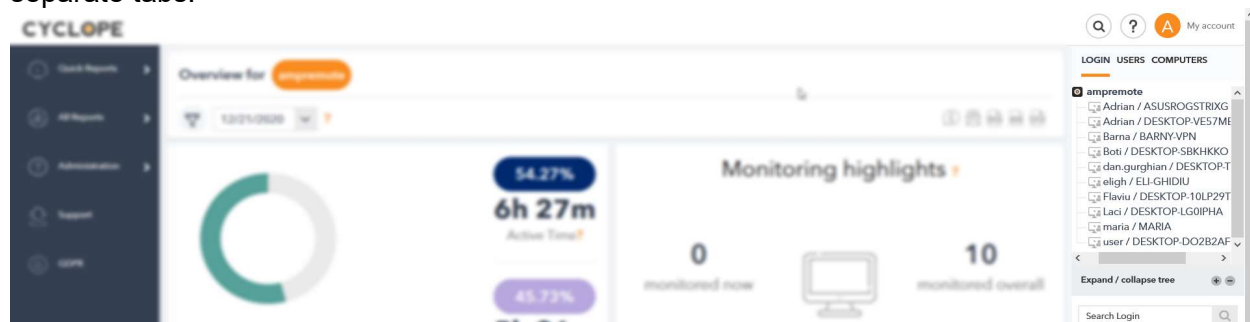 separate tabs.
CYCLOPE
My account
Quick Reports
All Reports
Administration
Support
GDPR
Overview for ampremote
12/21/2020
54.27%
6h 27m
Active Time?
45.73%
Monitoring highlights ?
0
monitored now
10
monitored overall
LOGIN USERS COMPUTERS
ampremote
Adrian / ASUSROGSTRIXG
Adrian / DESKTOP-VE57ME
Barna / BARNY-VPN
Boti / DESKTOP-SBKHKKO
dan.gurghian / DESKTOP-T
eligh / ELI-GHIDIU
Flaviu / DESKTOP-10LP29T
Laci / DESKTOP-LG0IPHA
maria / MARIA
user / DESKTOP-DO2B2AF
Expand / collapse tree
Search Login